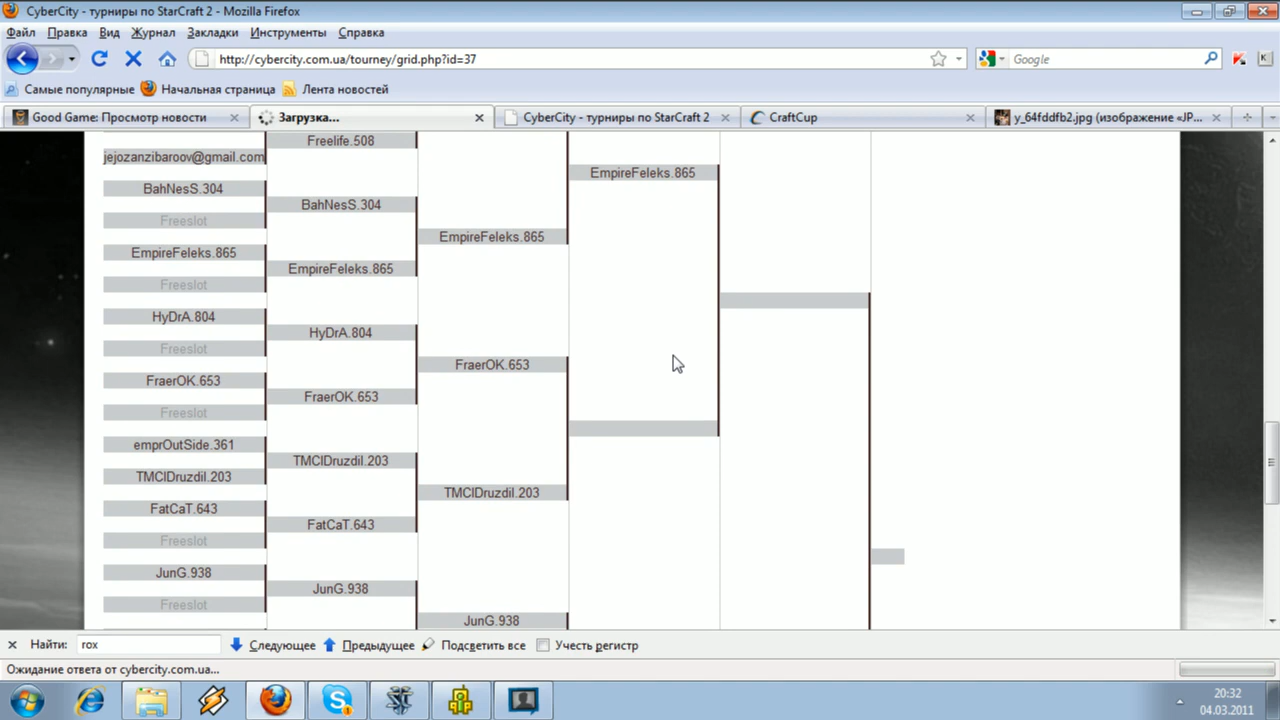 CyberCity - турниры по StarCraft 2 - Mozilla Firefox
Файл Правка Вид Журнал Закладки Инструменты Справка
http://cybercity.com.ua/tourney/grid.php?id=37
Google
Самые популярные Начальная страница Лента новостей
Good Game: Просмотр новости
Загрузка...
CyberCity - турниры по StarCraft 2
CraftCup
y_64fddfb2.jpg (изображение «JP...
Freelife.508
jejozanzibaroov@gmail.com
EmpireFeleks.865
BahNesS.304
BahNesS.304
Freeslot
EmpireFeleks.865
EmpireFeleks.865
EmpireFeleks.865
Freeslot
HyDrA.804
HyDrA.804
Freeslot
FraerOK.653
FraerOK.653
FraerOK.653
Freeslot
emprOutSide.361
TMCIDruzdil.203
TMCIDruzdil.203
TMCIDruzdil.203
FatCaT.643
FatCaT.643
Freeslot
JunG.938
JunG.938
Freeslot
JunG.938
Найти: rox Следующее Предыдущее Подсветить все Учесть регистр
Ожидание ответа от cybercity.com.ua...
20:32
04.03.2011